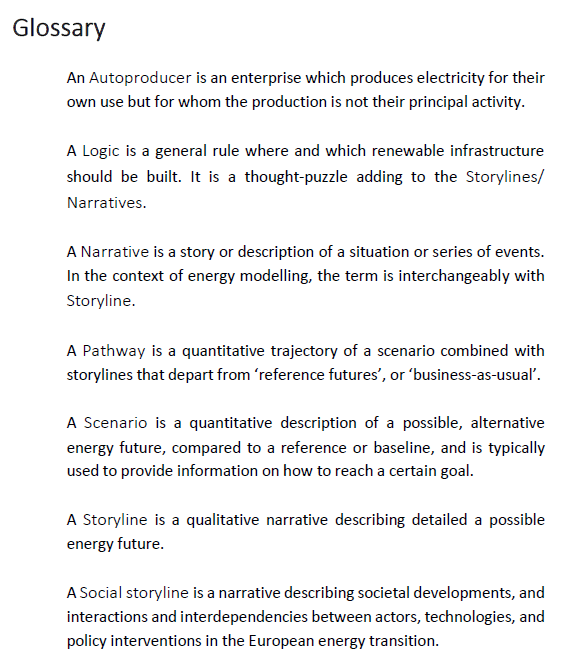 Glossary
An Autoproducer is an enterprise which produces electricity for their
own use but for whom the production is not their principal activity.
A Logic is a general rule where and which renewable infrastructure
should be built. It is a thought-puzzle adding to the Storylines/
Narratives.
A Narrative is a story or description of a situation or series of events.
In the context of energy modelling, the term is interchangeably with
Storyline.
A Pathway is a quantitative trajectory of a scenario combined with
storylines that depart from ‘reference futures’, or ‘business-as-usual’.
A Scenario is a quantitative description of a possible, alternative
energy future, compared to a reference or baseline, and is typically
used to provide information on how to reach a certain goal.
A Storyline is a qualitative narrative describing detailed a possible
energy future.
A Social storyline is a narrative describing societal developments, and
interactions and interdependencies between actors, technologies, and
policy interventions in the European energy transition.